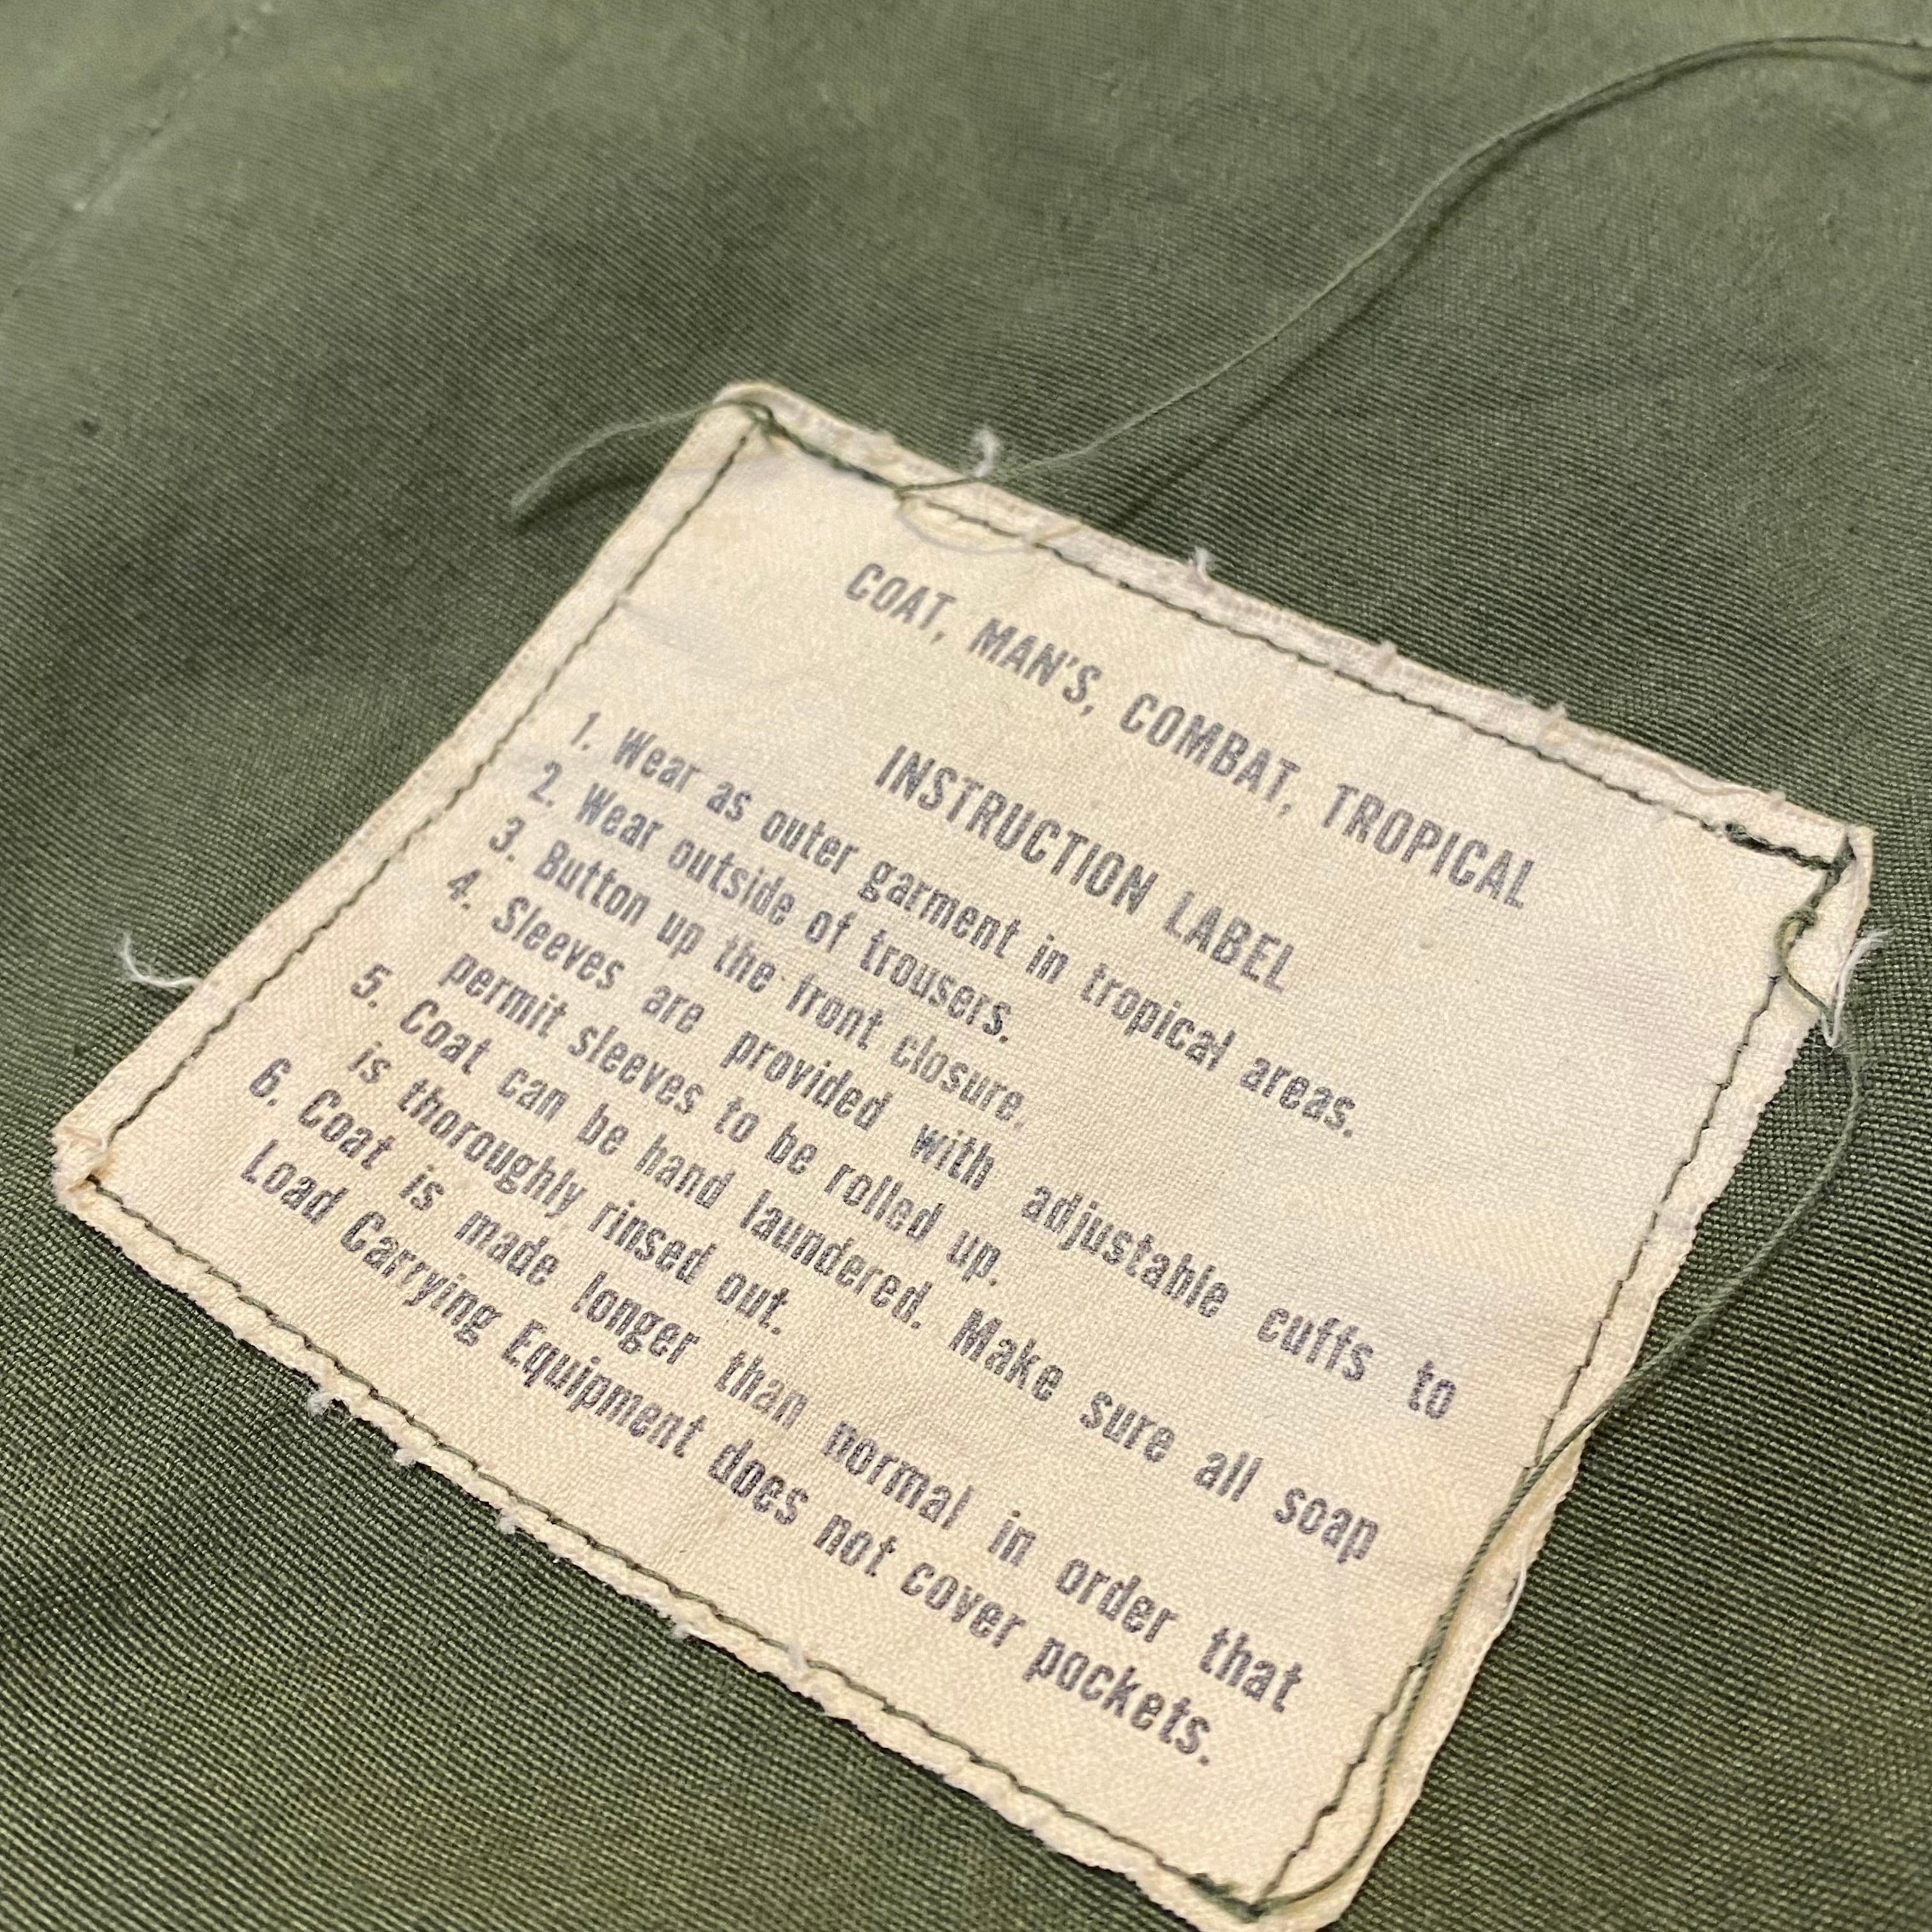 COAT, MAN'S, COMBAT, TROPICAL
INSTRUCTION LABEL
1. Wear as outer garment in tropical areas.
2. Wear outside of trousers.
3. Button up the front closure.
4. Sleeves are provided with adjustable cuffs to
permit sleeves to be rolled up.
5. Coat can be hand laundered. Make sure all soap
is thoroughly rinsed out.
6. Coat is made longer than normal in order that
Load Carrying Equipment does not cover pockets.